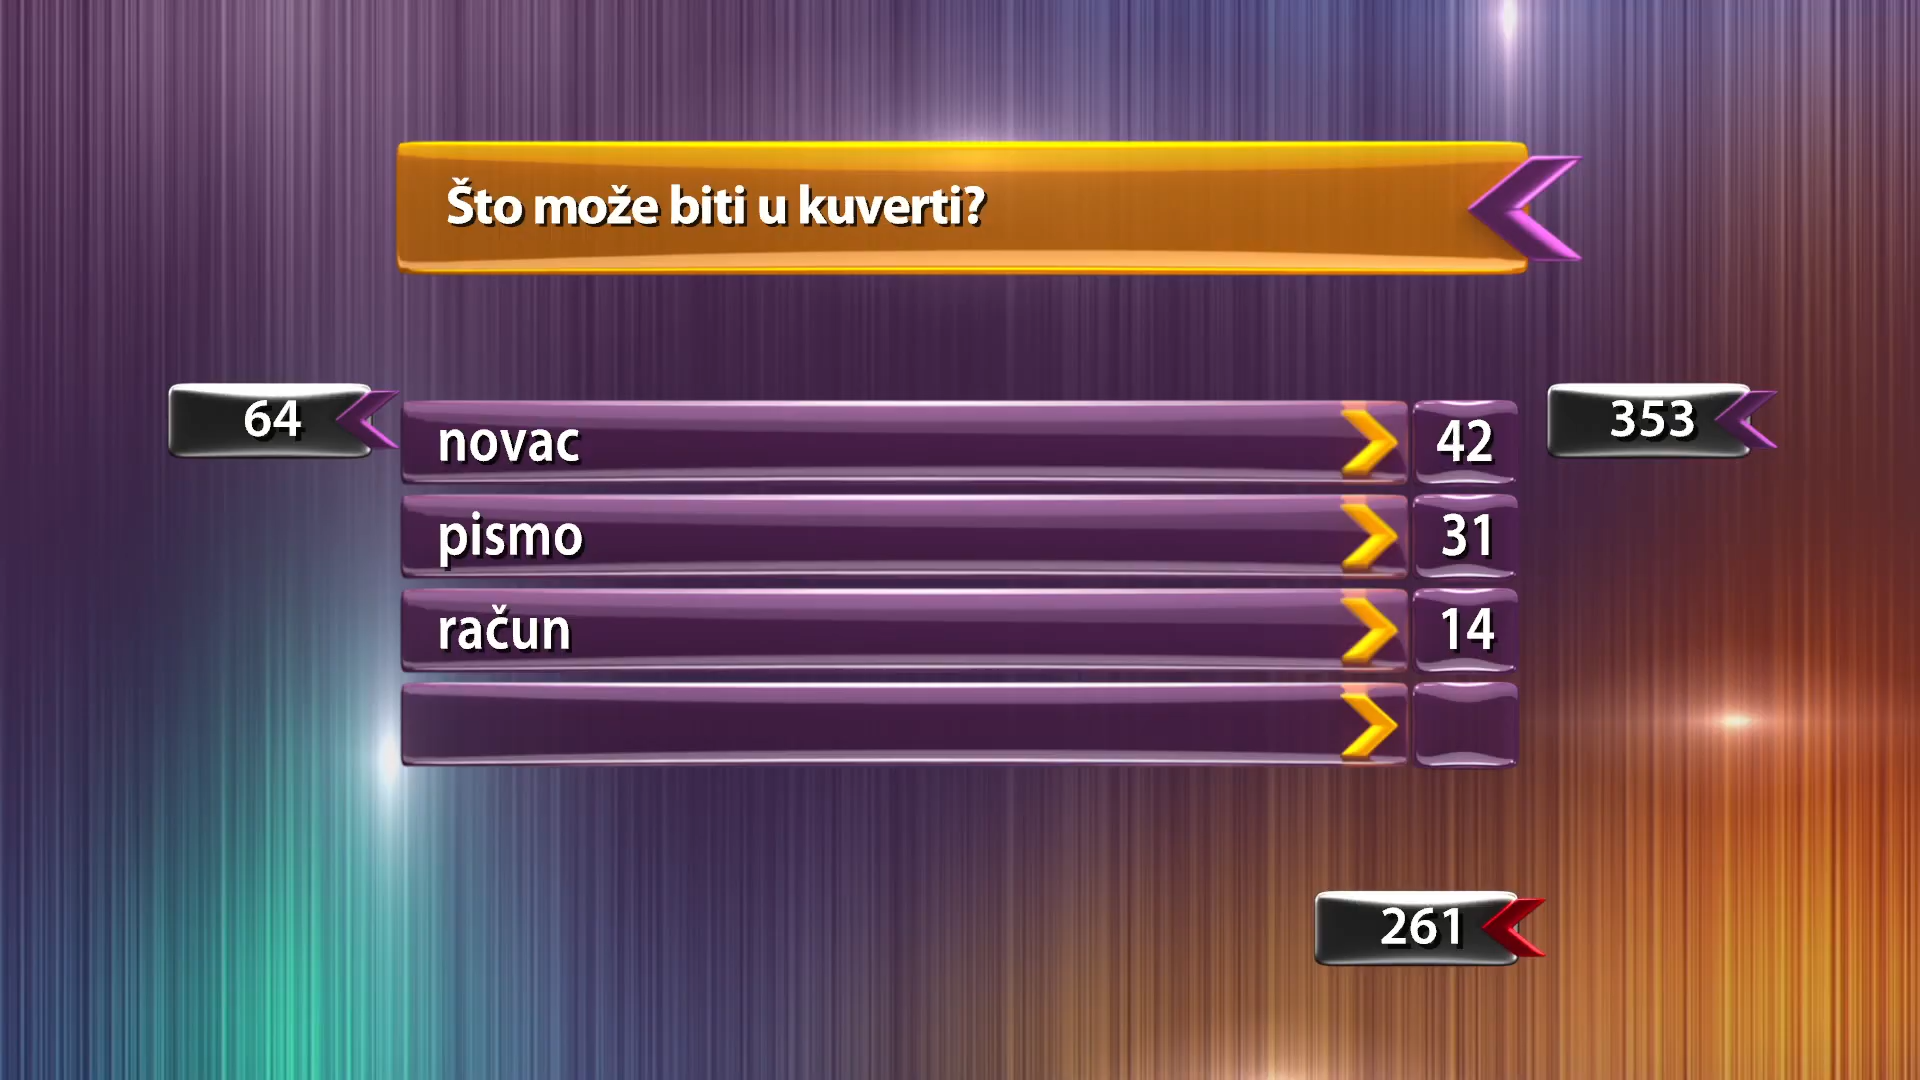 Što može biti u kuverti?
64
novac 42
353
pismo 31
račun 14
261